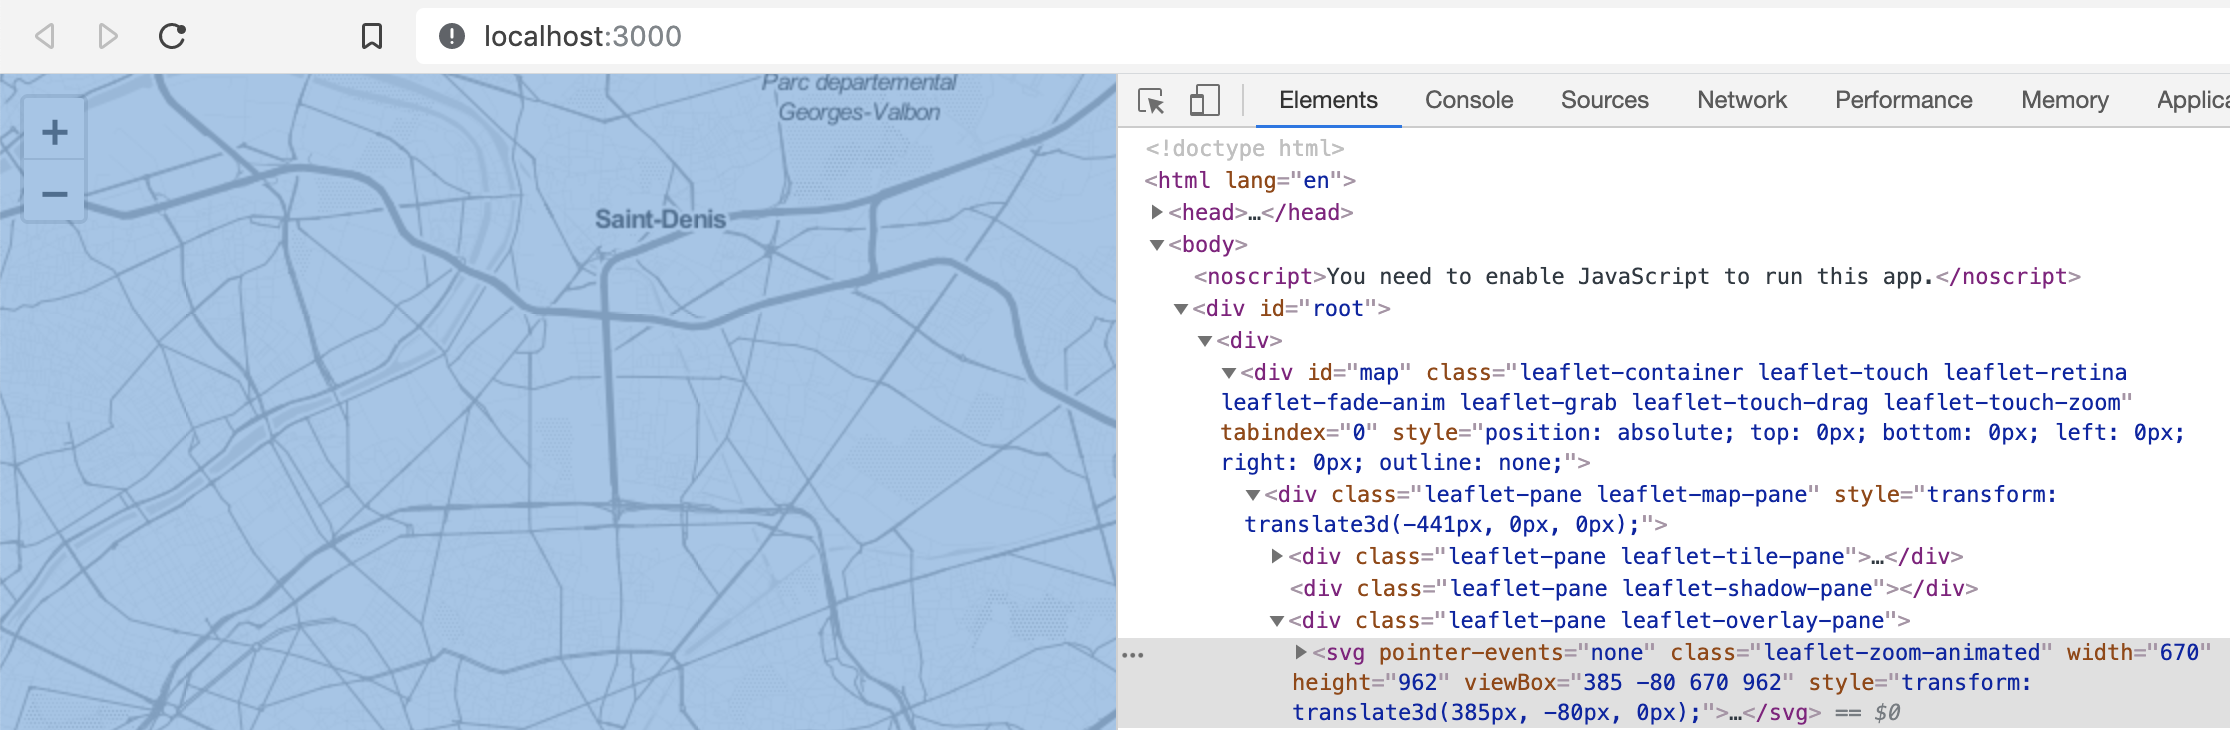 localhost:3000
Parc departemental
Georges-Valbon
+
−
Saint-Denis
Elements Console Sources Network Performance Memory Applica
<!doctype html>
<html lang="en">
<head>…</head>
<body>
<noscript>You need to enable JavaScript to run this app.</noscript>
<div id="root">
<div>
<div id="map" class="leaflet-container leaflet-touch leaflet-retina
leaflet-fade-anim leaflet-grab leaflet-touch-drag leaflet-touch-zoom"
tabindex="0" style="position: absolute; top: 0px; bottom: 0px; left: 0px;
right: 0px; outline: none;">
<div class="leaflet-pane leaflet-map-pane" style="transform:
translate3d(-441px, 0px, 0px);">
<div class="leaflet-pane leaflet-tile-pane">…</div>
<div class="leaflet-pane leaflet-shadow-pane"></div>
<div class="leaflet-pane leaflet-overlay-pane">
<svg pointer-events="none" class="leaflet-zoom-animated" width="670"
height="962" viewBox="385 -80 670 962" style="transform:
translate3d(385px, -80px, 0px);">…</svg> == $0